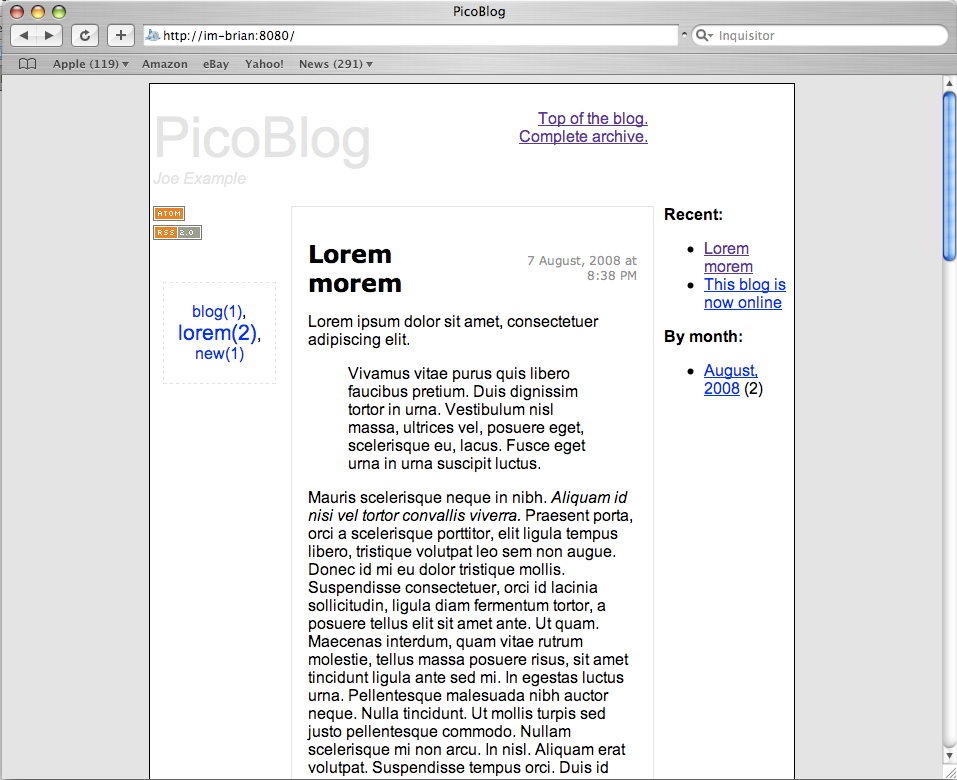 PicoBlog
http://im-brian:8080/
Inquisitor
Apple (119) Amazon eBay Yahoo! News (291)
PicoBlog
Joe Example
Top of the blog.
Complete archive.
ATOM
RSS 2.0
blog(1),
lorem(2),
new(1)
Lorem
morem
7 August, 2008 at
8:38 PM
Lorem ipsum dolor sit amet, consectetuer
adipiscing elit.
Vivamus vitae purus quis libero
faucibus pretium. Duis dignissim
tortor in urna. Vestibulum nisl
massa, ultrices vel, posuere eget,
scelerisque eu, lacus. Fusce eget
urna in urna suscipit luctus.
Mauris scelerisque neque in nibh. Aliquam id
nisi vel tortor convallis viverra. Praesent porta,
orci a scelerisque porttitor, elit ligula tempus
libero, tristique volutpat leo sem non augue.
Donec id mi eu dolor tristique mollis.
Suspendisse consectetuer, orci id lacinia
sollicitudin, ligula diam fermentum tortor, a
posuere tellus elit sit amet ante. Ut quam.
Maecenas interdum, quam vitae rutrum
molestie, tellus massa posuere risus, sit amet
tincidunt ligula ante sed mi. In egestas luctus
urna. Pellentesque malesuada nibh auctor
neque. Nulla tincidunt. Ut mollis turpis sed
justo pellentesque commodo. Nullam
scelerisque mi non arcu. In nisl. Aliquam erat
volutpat. Suspendisse tempus orci. Duis id
Recent:
Lorem
morem
This blog is
now online
By month:
August,
2008 (2)